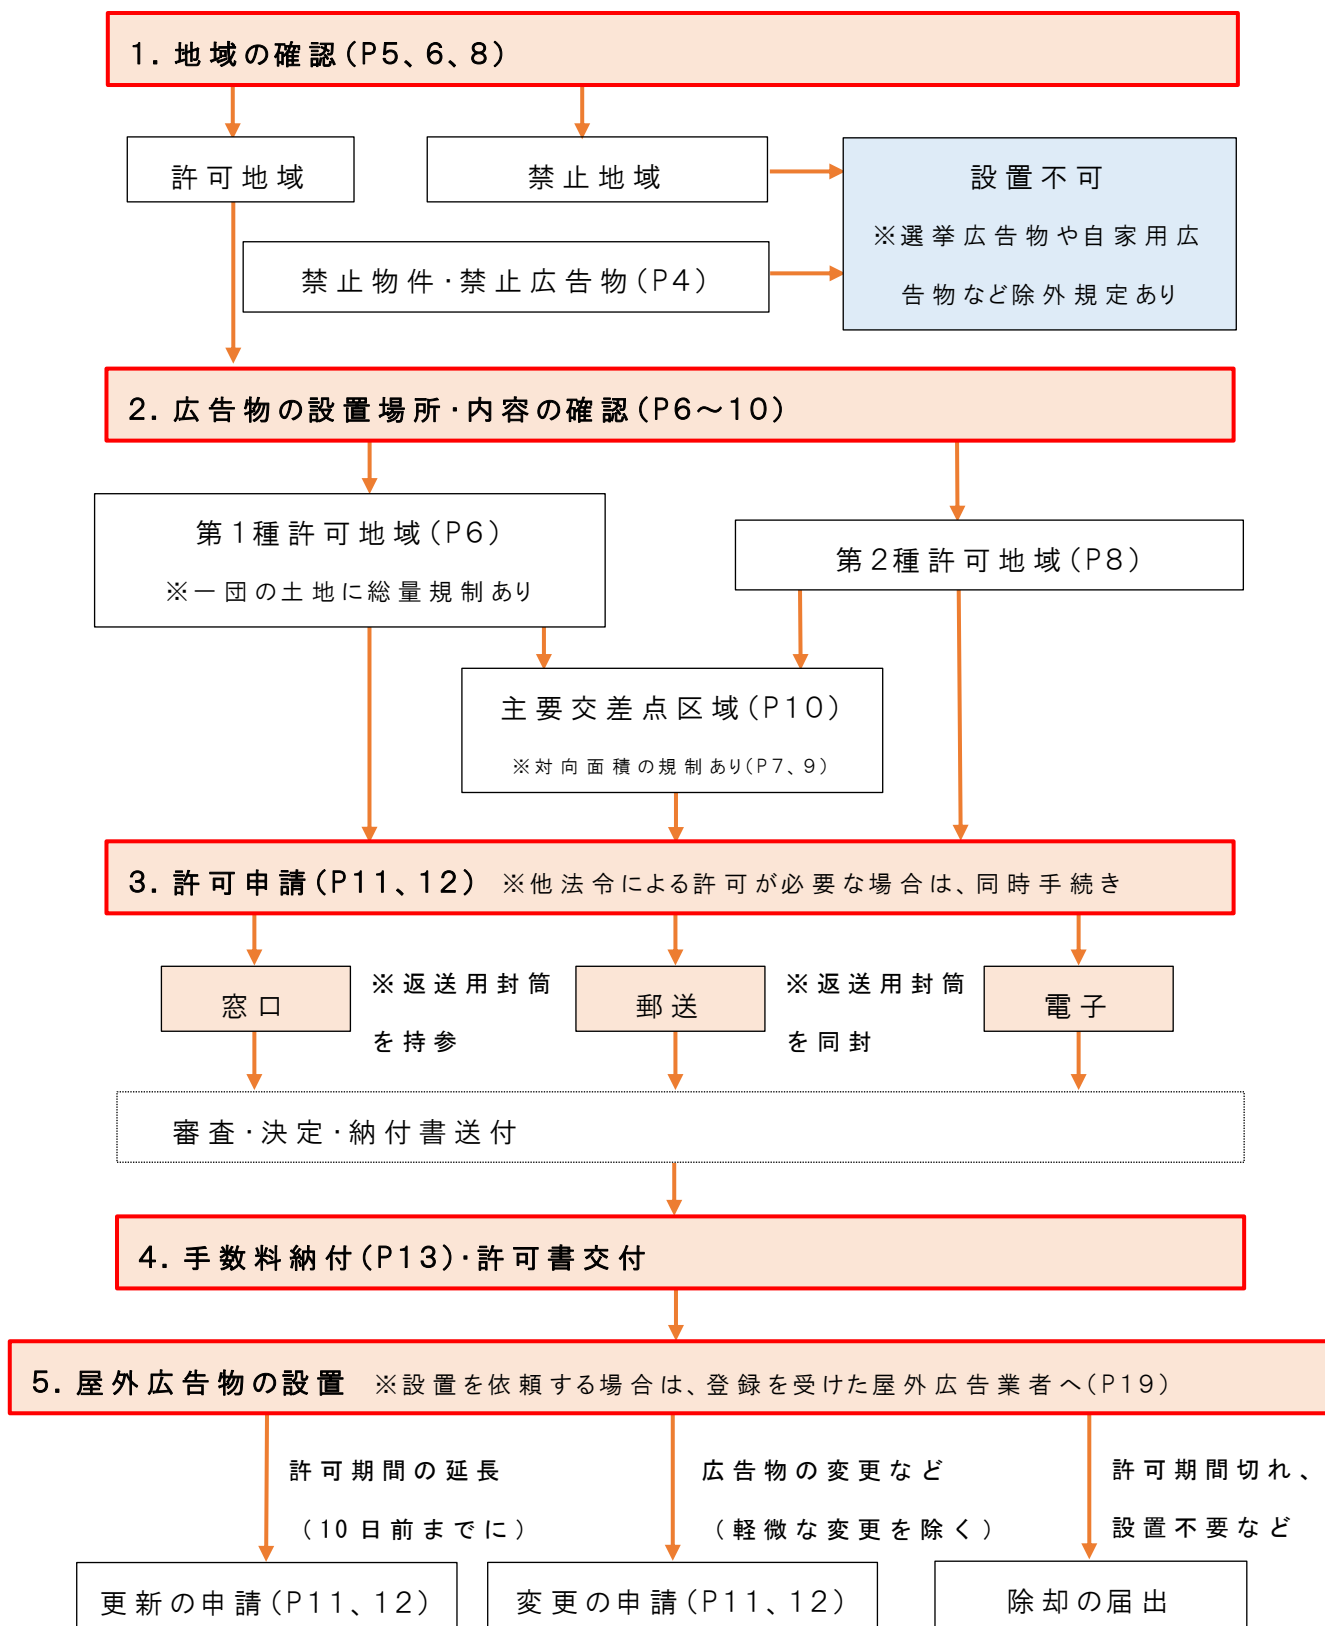 1. 地域の確認(P5、6、8)
許可地域
禁止地域
設置不可
※選挙広告物や自家用広
告物など除外規定あり
禁止物件・禁止広告物(P4)
2. 広告物の設置場所・内容の確認(P6～10)
第1種許可地域(P6)
※一団の土地に総量規制あり
第2種許可地域(P8)
主要交差点区域(P10)
※対向面積の規制あり(P7、9)
3. 許可申請(P11、12) ※他法令による許可が必要な場合は、同時手続き
窓口
※返送用封筒
を持参
郵送
※返送用封筒
を同封
電子
審査・決定・納付書送付
4. 手数料納付(P13)・許可書交付
5. 屋外広告物の設置 ※設置を依頼する場合は、登録を受けた屋外広告業者へ(P19)
許可期間の延長
(10日前までに)
広告物の変更など
(軽微な変更を除く)
許可期間切れ、
設置不要など
更新の申請(P11、12)
変更の申請(P11、12)
除却の届出